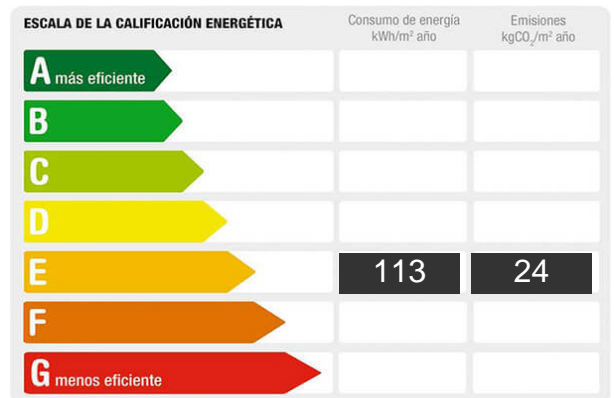 ESCALA DE LA CALIFICACIÓN ENERGÉTICA
Consumo de energía
kWh/m² año
Emisiones
kgCO₂/m² año
A más eficiente
B
C
D
E 113 24
F
G menos eficiente